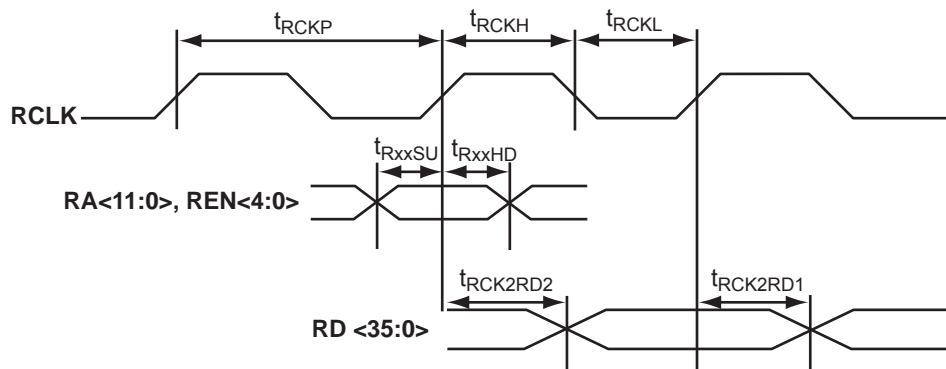 tRCKP
tRCKH
tRCKL
RCLK
tRxxSU
tRxxHD
RA<11:0>, REN<4:0>
tRCK2RD2
tRCK2RD1
RD <35:0>